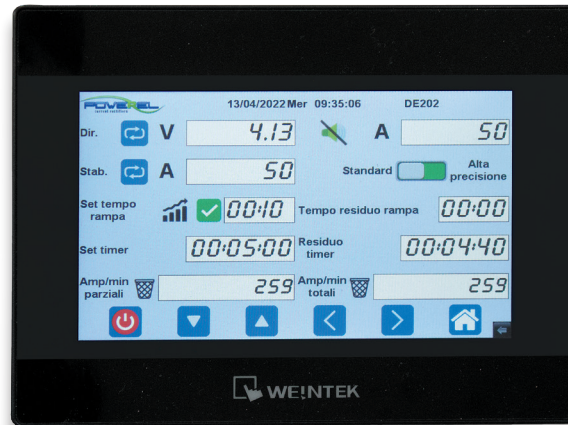 POWEREL
13/04/2022 Mer 09:35:06 DE202
Dir. V 4.13 A 50
Stab. A 50 Standard Alta precisione
Set tempo rampa 00:10 Tempo residuo rampa 00:00
Set timer 00:05:00 Residuo timer 00:04:40
Amp/min parziali 259 Amp/min totali 259
WE!NTEK